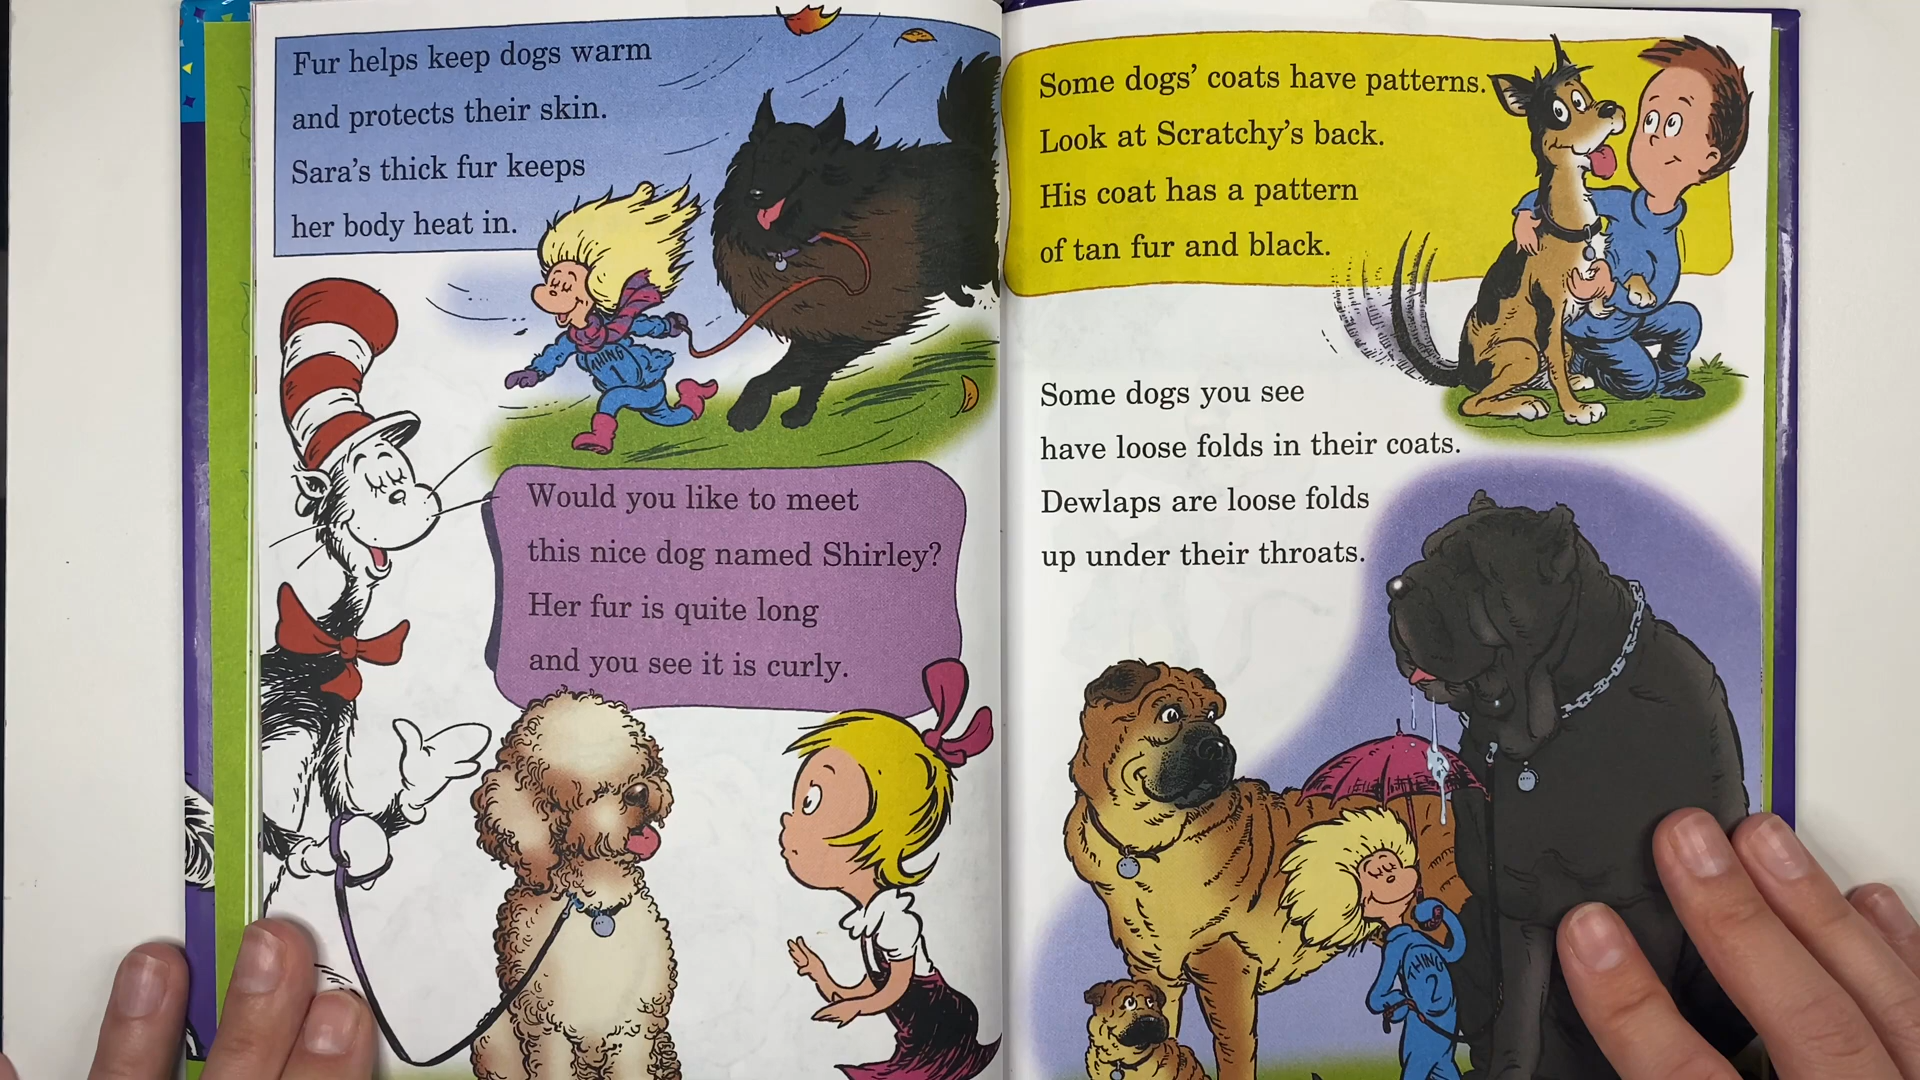 Fur helps keep dogs warm
and protects their skin.
Sara's thick fur keeps
her body heat in.
THING
1
Would you like to meet
this nice dog named Shirley?
Her fur is quite long
and you see it is curly.
Some dogs' coats have patterns.
Look at Scratchy's back.
His coat has a pattern
of tan fur and black.
Some dogs you see
have loose folds in their coats.
Dewlaps are loose folds
up under their throats.
THING
2